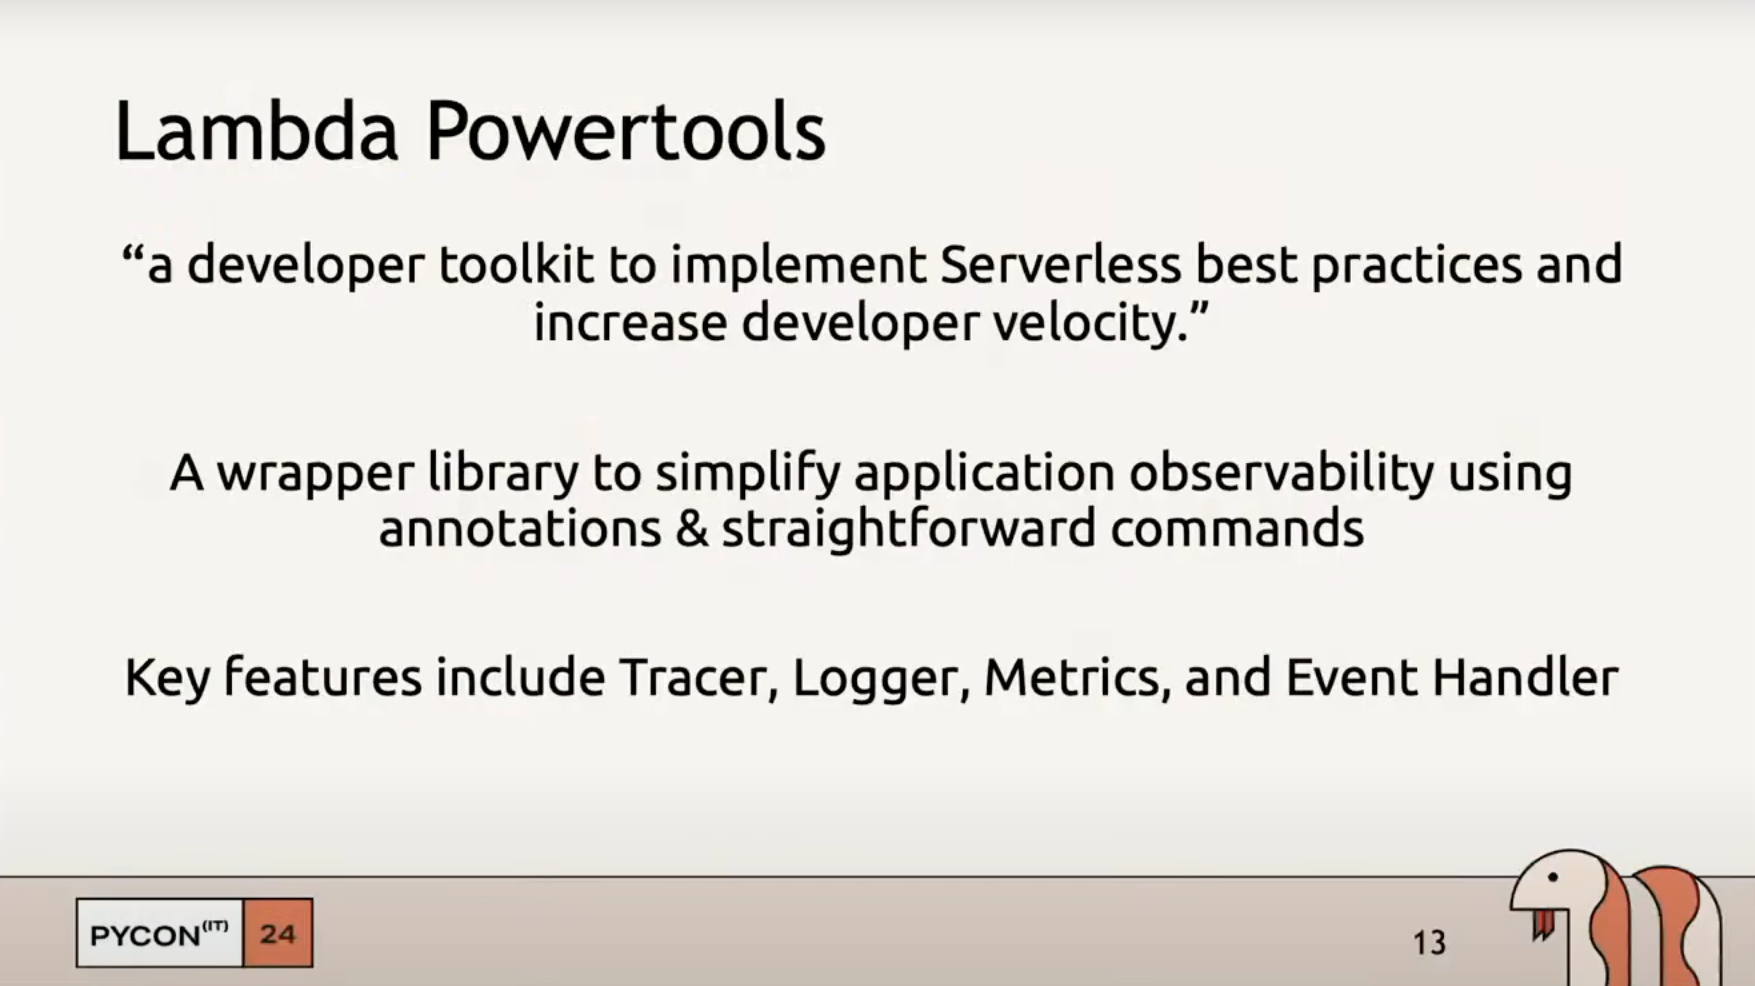 Lambda Powertools
“a developer toolkit to implement Serverless best practices and
increase developer velocity.”
A wrapper library to simplify application observability using
annotations & straightforward commands
Key features include Tracer, Logger, Metrics, and Event Handler
PYCON(IT) 24
13